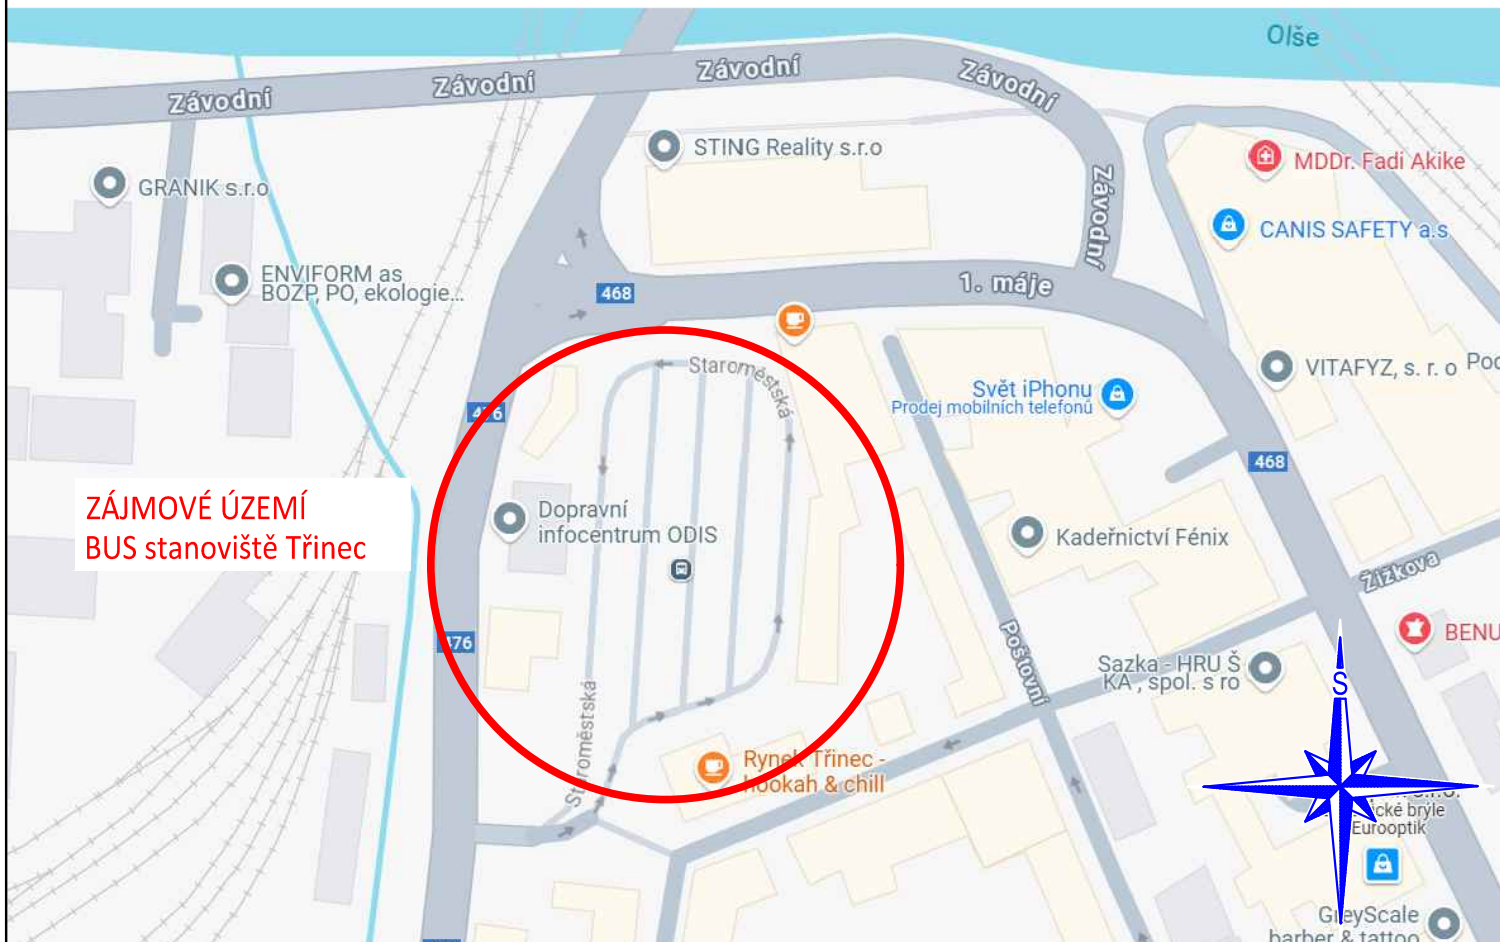 Olše
Závodní
Závodní
Závodní
Závodní
STING Reality s.r.o
MDDr. Fadi Akike
GRANIK s.r.o
Závodní
CANIS SAFETY a.s
ENVIFORM as
BOZP, PO, ekologie...
468
1. máje
Staroměstská
VITAFYZ, s. r. o
Svět iPhonu
Prodej mobilních telefonů
476
468
ZÁJMOVÉ ÚZEMÍ
BUS stanoviště Třinec
Dopravní
infocentrum ODIS
Kadeřnictví Fénix
Žižkova
476
BENU
Poštovní
Sazka - HRU Š
KA , spol. s ro
S
Staroměstská
Rynek Třinec -
hookah & chill
Eurooptik
GreyScale
barber & tattoo